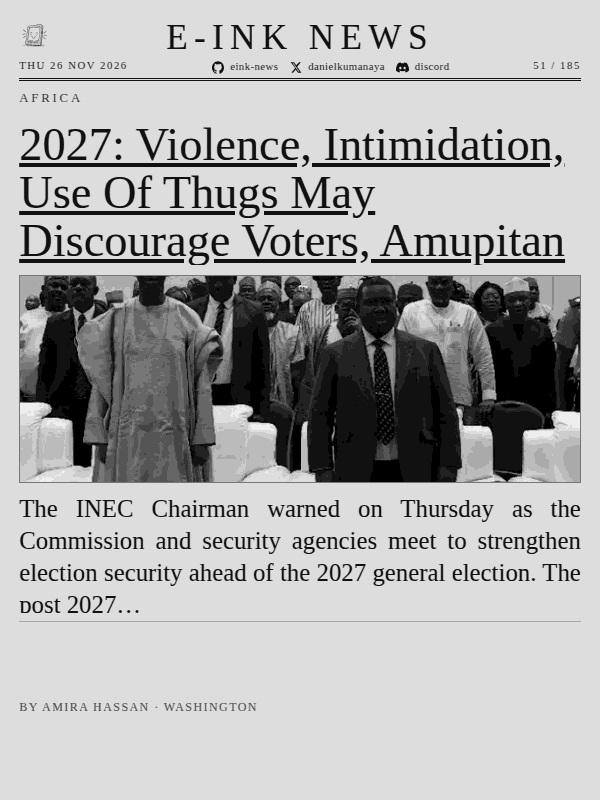 E-INK NEWS
THU 26 NOV 2026
eink-news
danielkumanaya
discord
51 / 185
AFRICA
2027: Violence, Intimidation,
Use Of Thugs May
Discourage Voters, Amupitan
The INEC Chairman warned on Thursday as the
Commission and security agencies meet to strengthen
election security ahead of the 2027 general election. The
post 2027…
BY AMIRA HASSAN · WASHINGTON